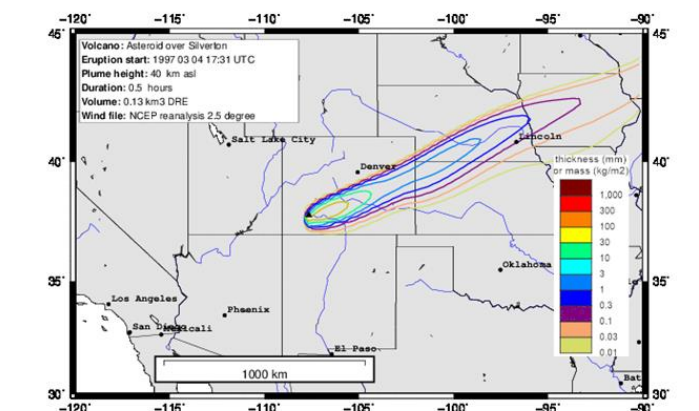 -120° -115° -110° -105° -100° -95° -90°
45° 45°
Volcano: Asteroid over Silverton
Eruption start: 1997 03 04 17:31 UTC
Plume height: 40 km asl
Duration: 0.5 hours
Volume: 0.13 km3 DRE
Wind file: NCEP reanalysis 2.5 degree
Salt Lake City
Lincoln
40° 40°
Denver
thickness (mm)
or mass (kg/m2)
1,000
300
100
30
10
3
1
0.3
0.1
0.03
0.01
Oklahoma
35° 35°
Los Angeles
Phoenix
San Diego
Mexicali
El Paso
1000 km
Bat
30° 30°
-120° -115° -110° -105° -100° -95° -90°